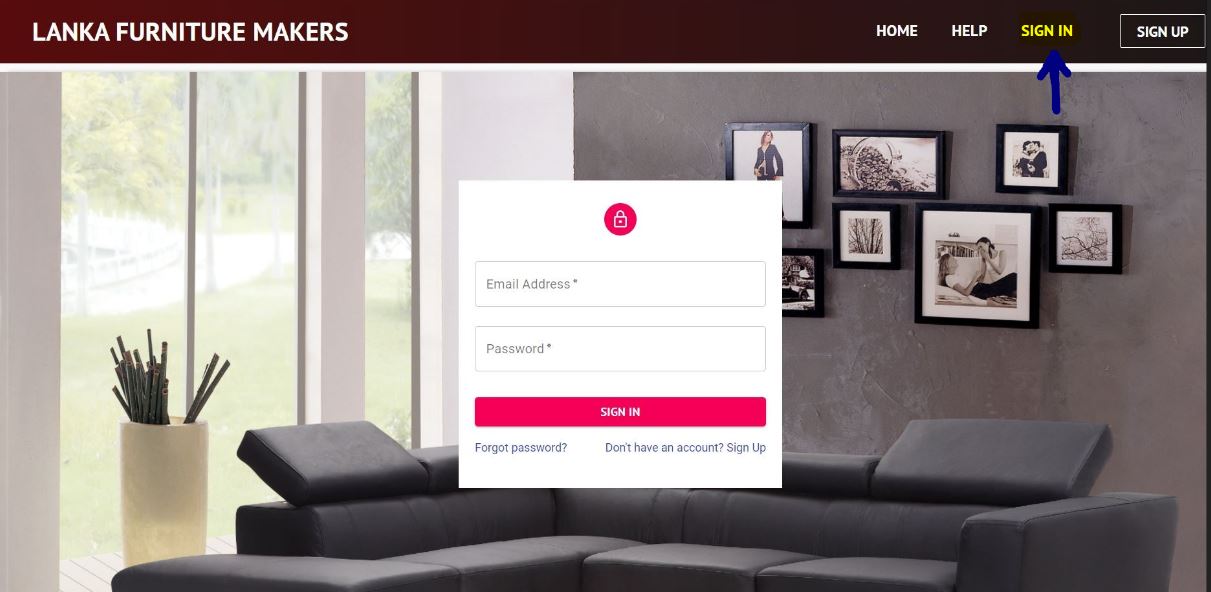 LANKA FURNITURE MAKERS
HOME HELP SIGN IN SIGN UP
Email Address *
Password *
SIGN IN
Forgot password? Don't have an account? Sign Up